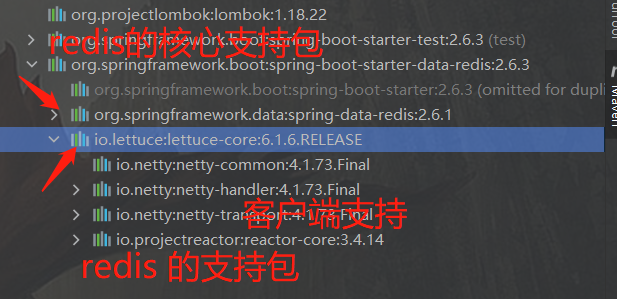 org.projectlombok:lombok:1.18.22
org.springframework.boot:spring-boot-starter-test:2.6.3 (test)
redis的核心支持包
org.springframework.boot:spring-boot-starter-data-redis:2.6.3
org.springframework.boot:spring-boot-starter:2.6.3 (omitted for dupli
org.springframework.data:spring-data-redis:2.6.1
io.lettuce:lettuce-core:6.1.6.RELEASE
io.netty:netty-common:4.1.73.Final
io.netty:netty-handler:4.1.73.Final
io.netty:netty-transport:4.1.73.Final
客户端支持
io.projectreactor:reactor-core:3.4.14
redis 的支持包
Maven